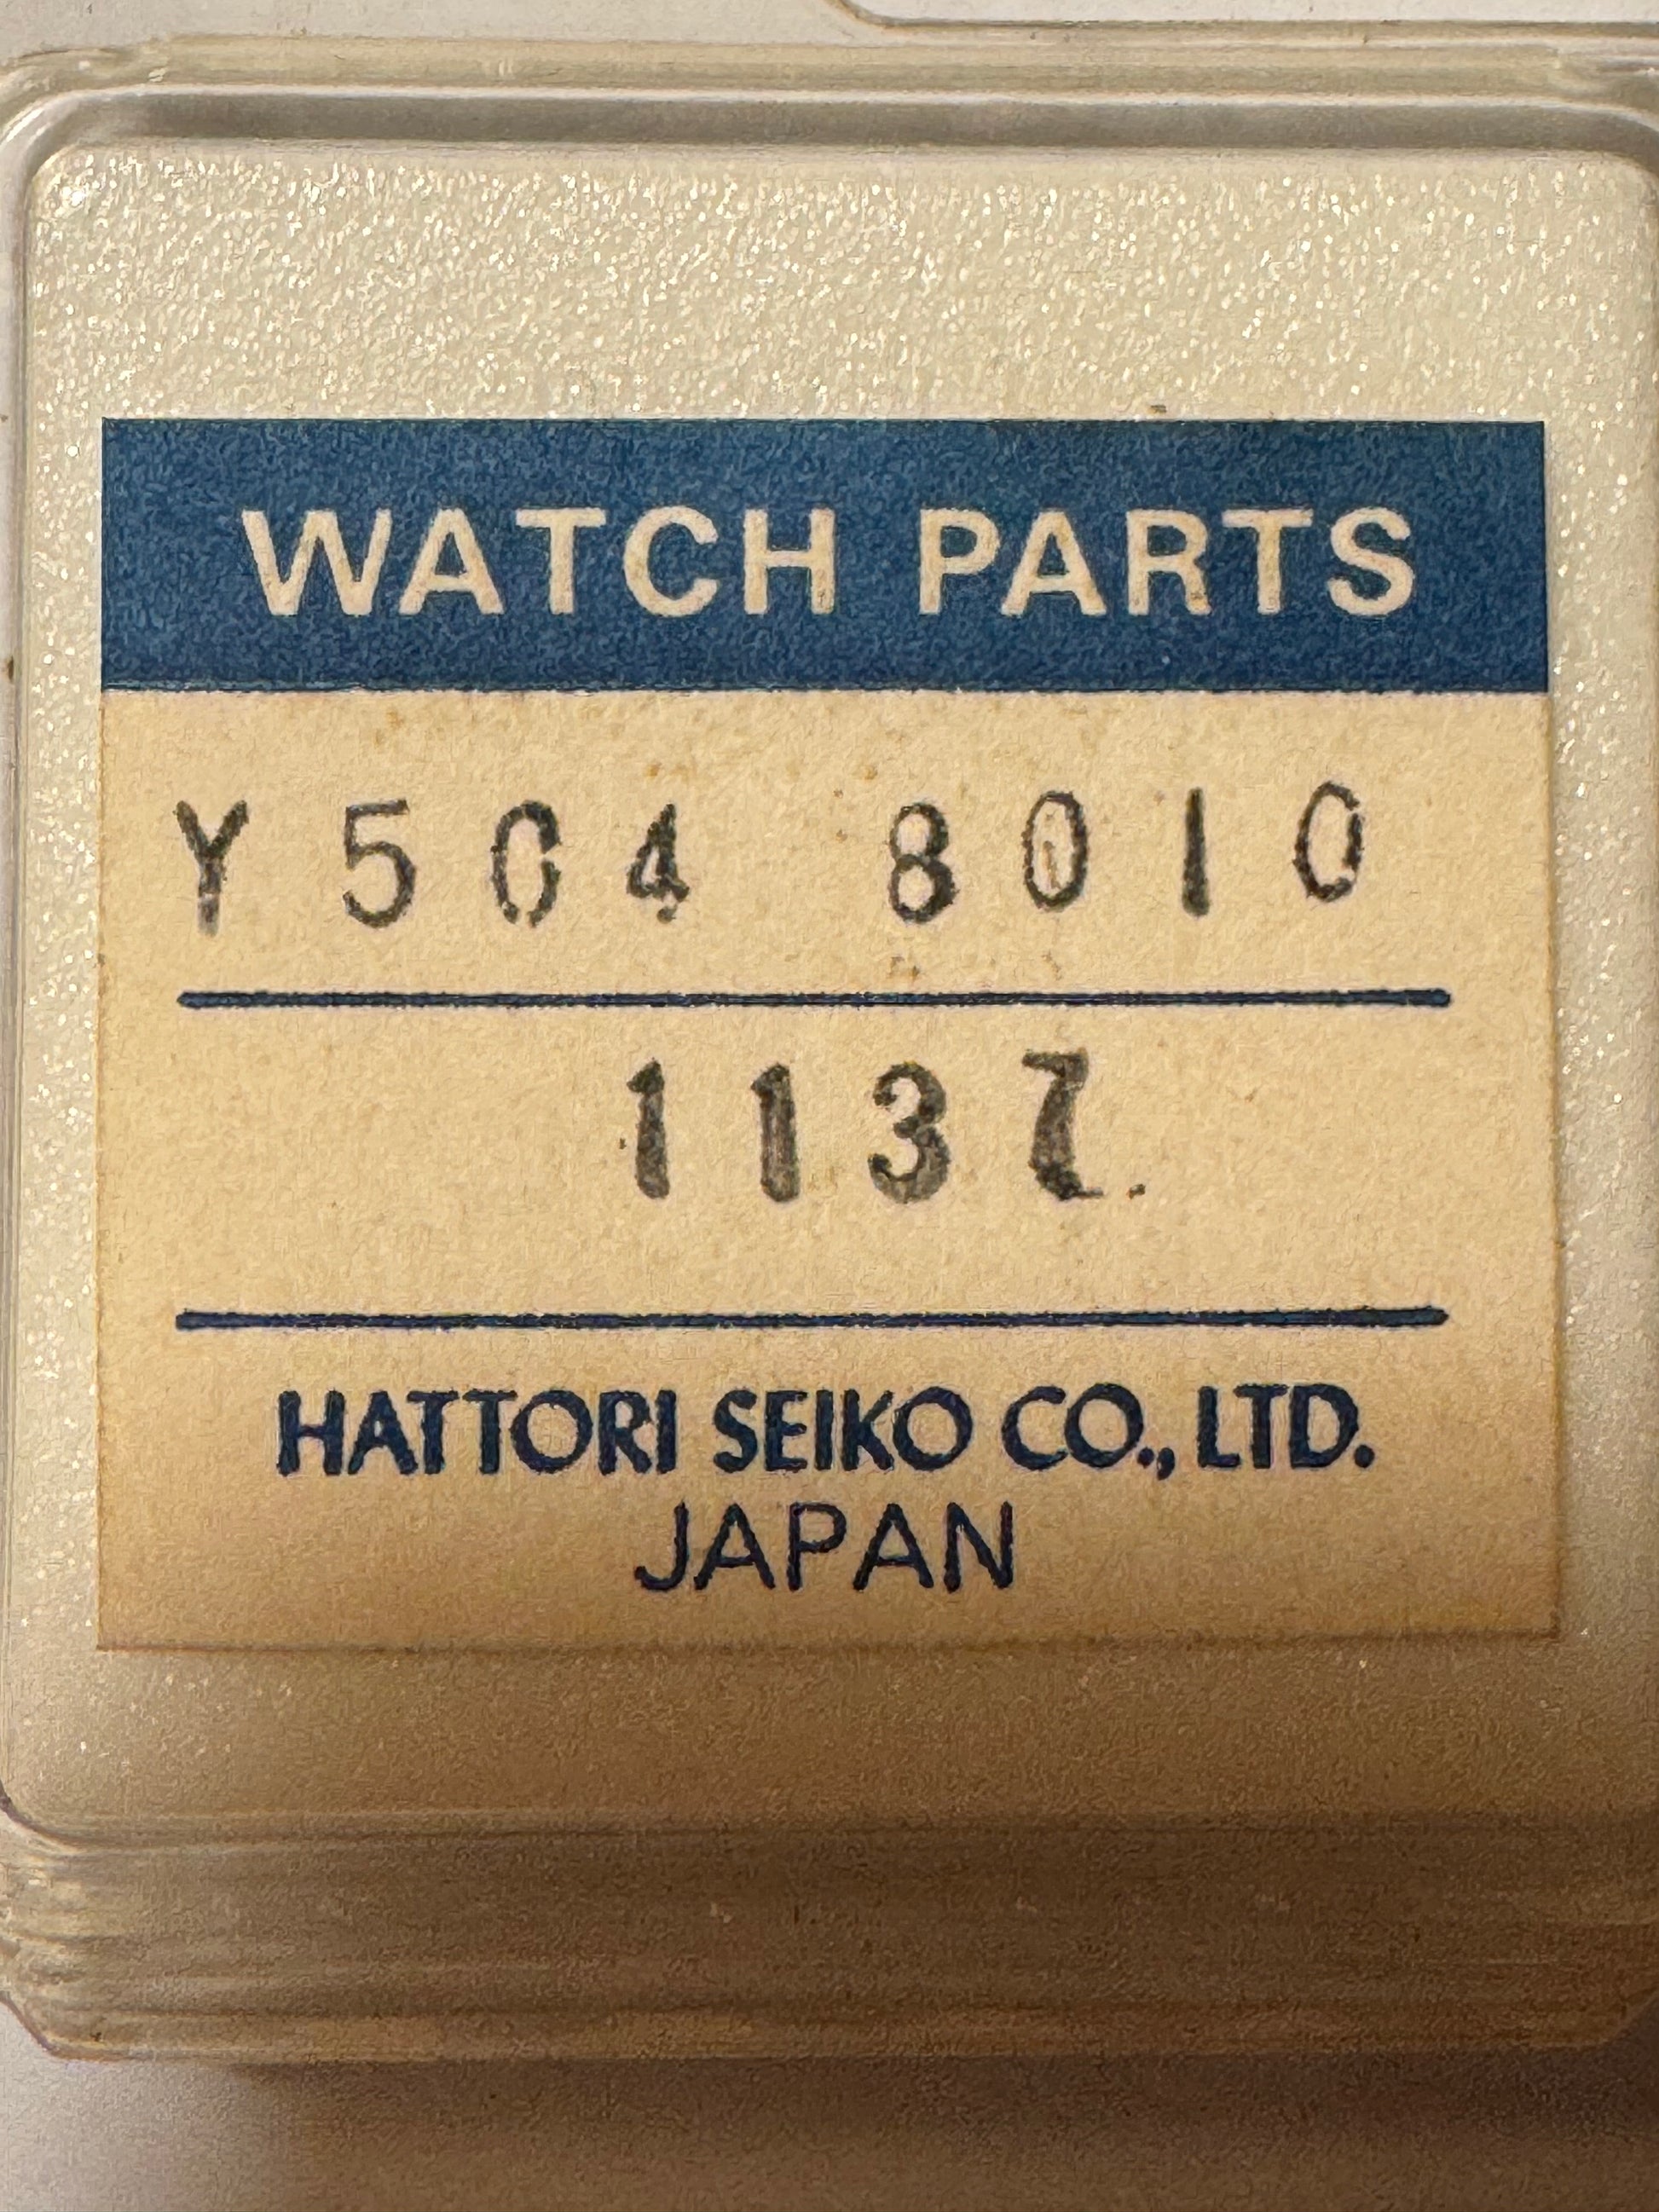 WATCH PARTS
Y504 8010
1137
HATTORI SEIKO CO., LTD.
JAPAN